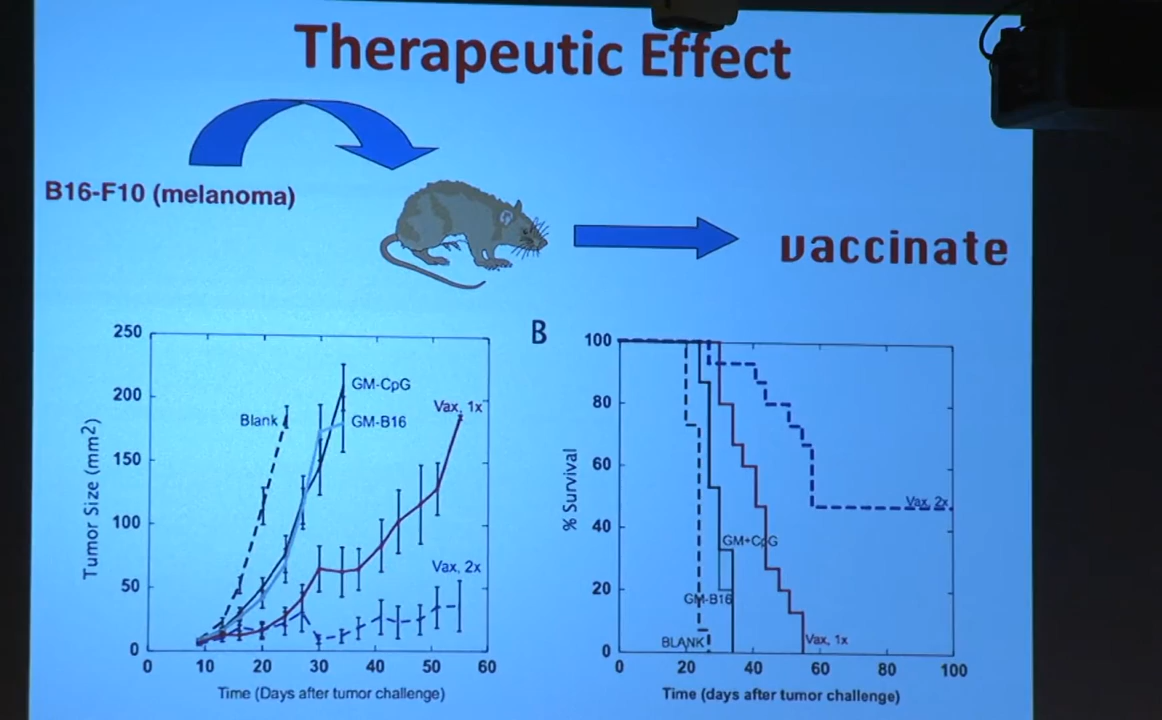 Therapeutic Effect
B16-F10 (melanoma)
vaccinate
250
200
150
100
50
0
Tumor Size (mm2)
Blank
GM-CpG
GM-B16
Vax, 1x
Vax, 2x
0 10 20 30 40 50 60
Time (Days after tumor challenge)
B
100
80
60
40
20
0
% Survival
Vax, 2x
GM+CpG
GM-B16
BLANK
Vax, 1x
0 20 40 60 80 100
Time (days after tumor challenge)